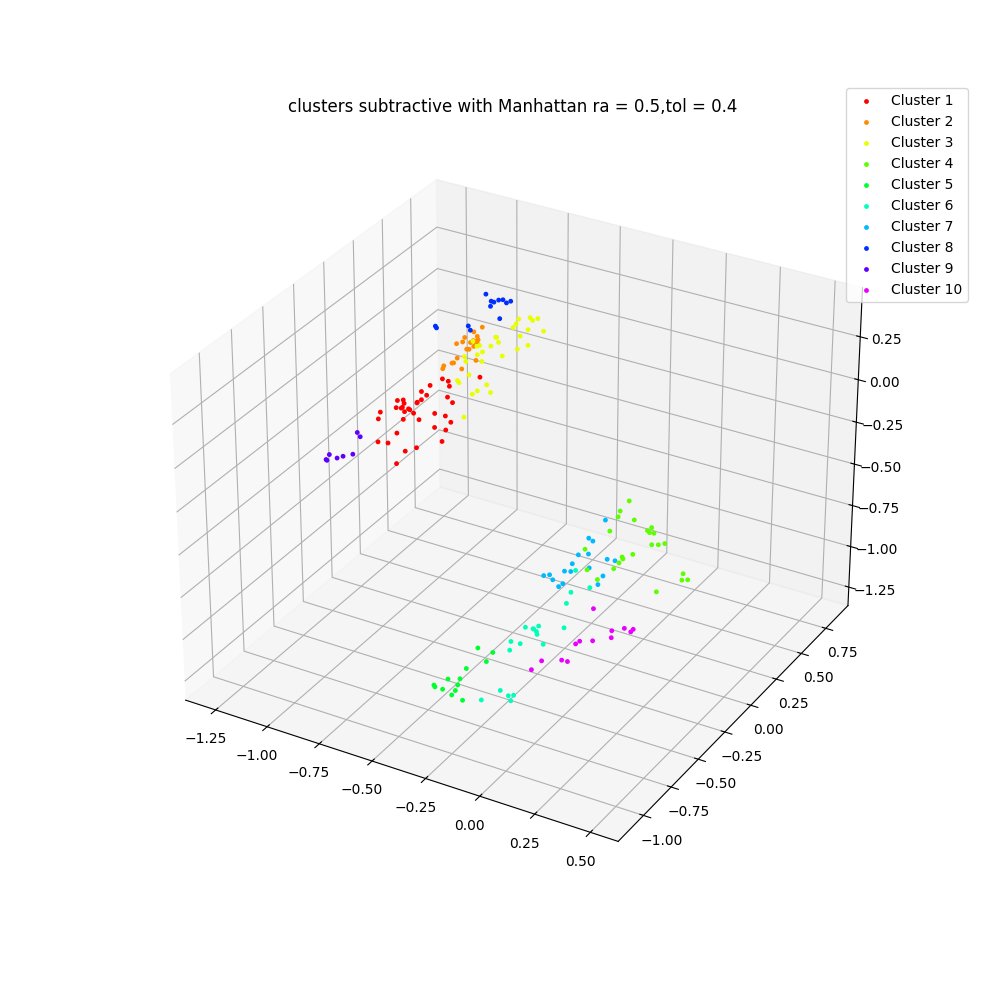 clusters subtractive with Manhattan ra = 0.5,tol = 0.4
Cluster 1
Cluster 2
Cluster 3
Cluster 4
Cluster 5
Cluster 6
Cluster 7
Cluster 8
Cluster 9
Cluster 10
0.25
0.00
−0.25
−0.50
−0.75
−1.00
−1.25
0.75
0.50
0.25
0.00
−0.25
−0.50
−0.75
−1.00
−1.25
−1.00
−0.75
−0.50
−0.25
0.00
0.25
0.50